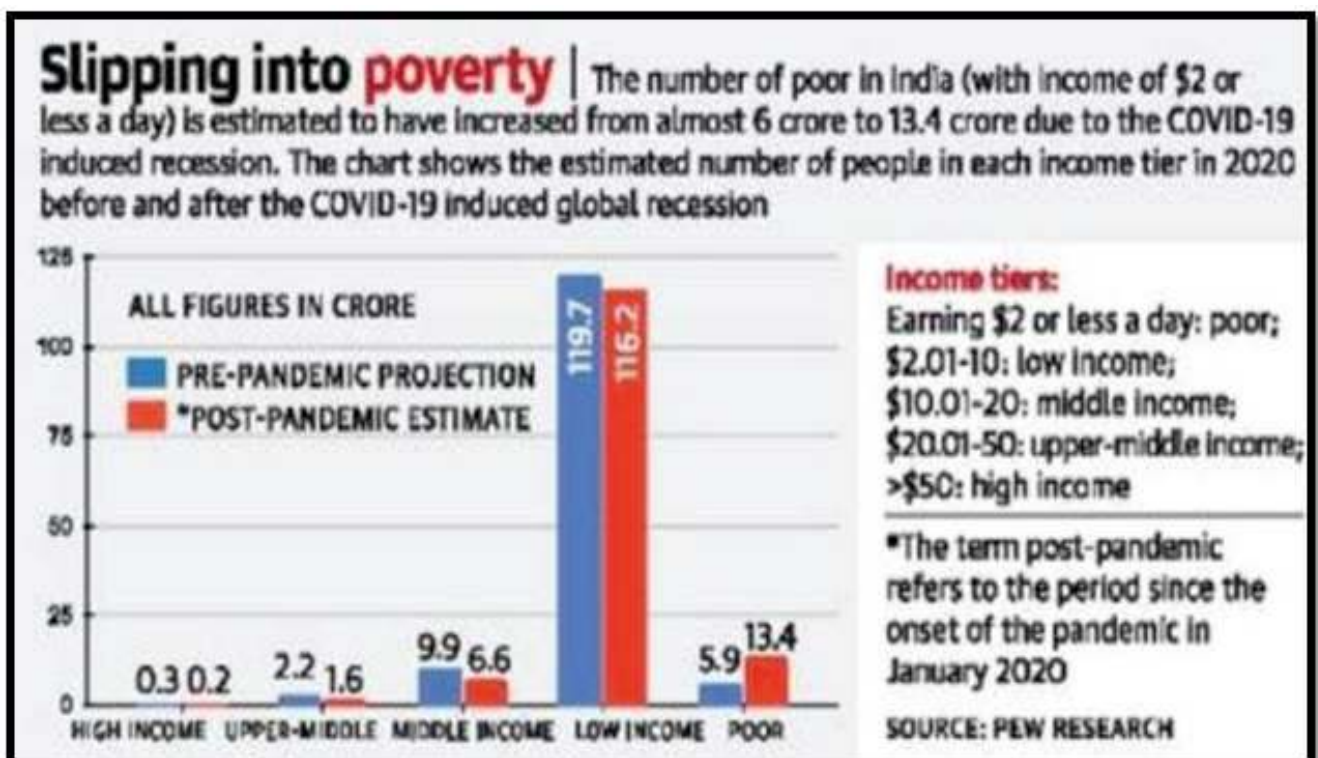 Slipping into poverty | The number of poor in India (with income of $2 or
less a day) is estimated to have increased from almost 6 crore to 13.4 crore due to the COVID-19
induced recession. The chart shows the estimated number of people in each income tier in 2020
before and after the COVID-19 induced global recession
125
ALL FIGURES IN CRORE
100
PRE-PANDEMIC PROJECTION
*POST-PANDEMIC ESTIMATE
75
50
25
0
119.7
116.2
0.3 0.2
2.2 1.6
9.9 6.6
5.9 13.4
HIGH INCOME UPPER-MIDDLE MIDDLE INCOME LOW INCOME POOR
Income tiers:
Earning $2 or less a day: poor;
$2.01-10: low income;
$10.01-20: middle income;
$20.01-50: upper-middle income;
>$50: high income
*The term post-pandemic
refers to the period since the
onset of the pandemic in
January 2020
SOURCE: PEW RESEARCH